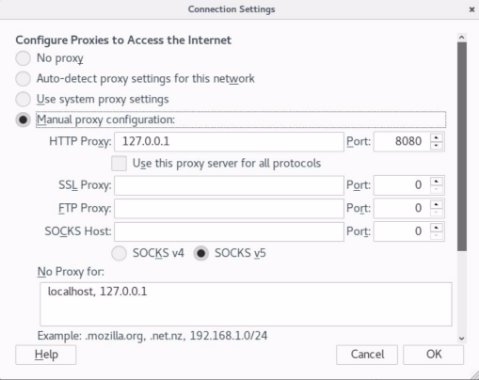 Connection Settings
Configure Proxies to Access the Internet
No proxy
Auto-detect proxy settings for this network
Use system proxy settings
Manual proxy configuration:
HTTP Proxy: 127.0.0.1 Port: 8080
Use this proxy server for all protocols
SSL Proxy: Port: 0
FTP Proxy: Port: 0
SOCKS Host: Port: 0
SOCKS v4 SOCKS v5
No Proxy for:
localhost, 127.0.0.1
Example: .mozilla.org, .net.nz, 192.168.1.0/24
Help Cancel OK